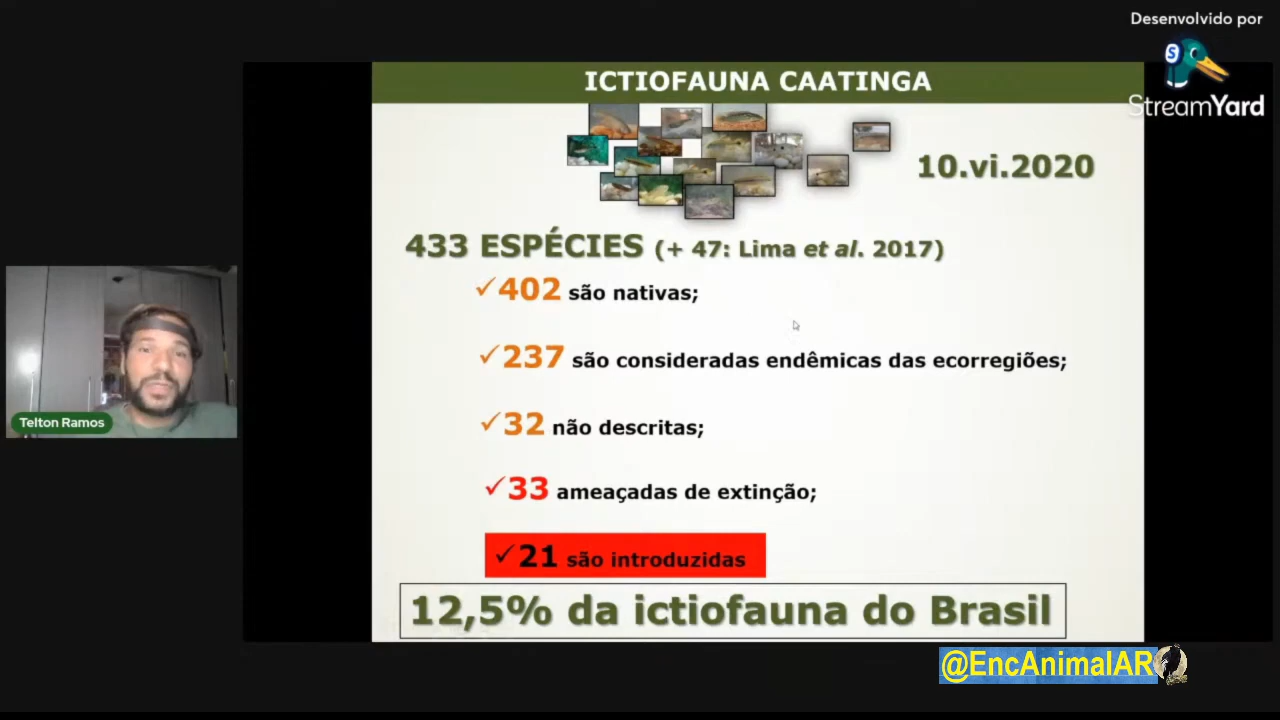 Desenvolvido por
StreamYard
ICTIOFAUNA CAATINGA
10.vi.2020
433 ESPÉCIES (+ 47: Lima et al. 2017)
✓402 são nativas;
✓237 são consideradas endêmicas das ecorregiões;
✓32 não descritas;
✓33 ameaçadas de extinção;
✓21 são introduzidas
12,5% da ictiofauna do Brasil
Telton Ramos
@EncAnimalAR